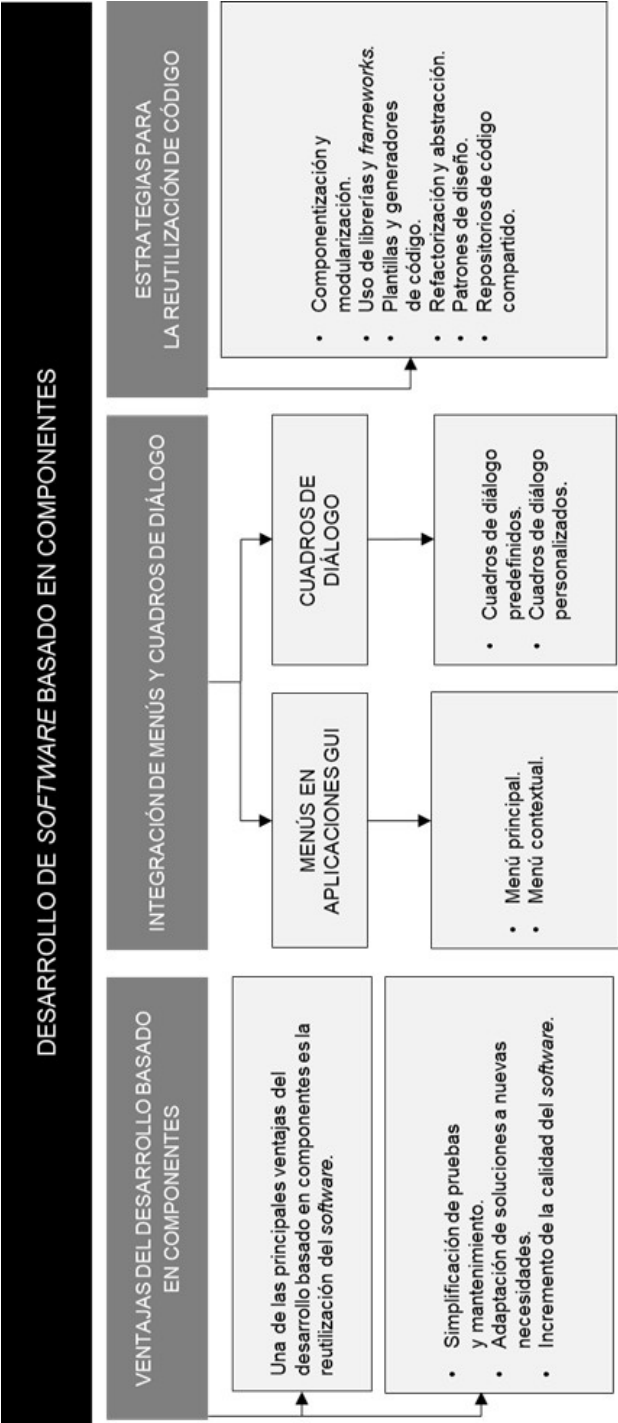 DESARROLLO DE SOFTWARE BASADO EN COMPONENTES
VENTAJAS DEL DESARROLLO BASADO
EN COMPONENTES
Una de las principales ventajas del
desarrollo basado en componentes es la
reutilización del software.
• Simplificación de pruebas
y mantenimiento.
• Adaptación de soluciones a nuevas
necesidades.
• Incremento de la calidad del software.
INTEGRACIÓN DE MENÚS Y CUADROS DE DIÁLOGO
MENÚS EN
APLICACIONES GUI
• Menú principal.
• Menú contextual.
CUADROS DE
DIÁLOGO
• Cuadros de diálogo
predefinidos.
• Cuadros de diálogo
personalizados.
ESTRATEGIAS PARA
LA REUTILIZACIÓN DE CÓDIGO
• Componentización y
modularización.
• Uso de librerías y frameworks.
• Plantillas y generadores
de código.
• Refactorización y abstracción.
• Patrones de diseño.
• Repositorios de código
compartido.